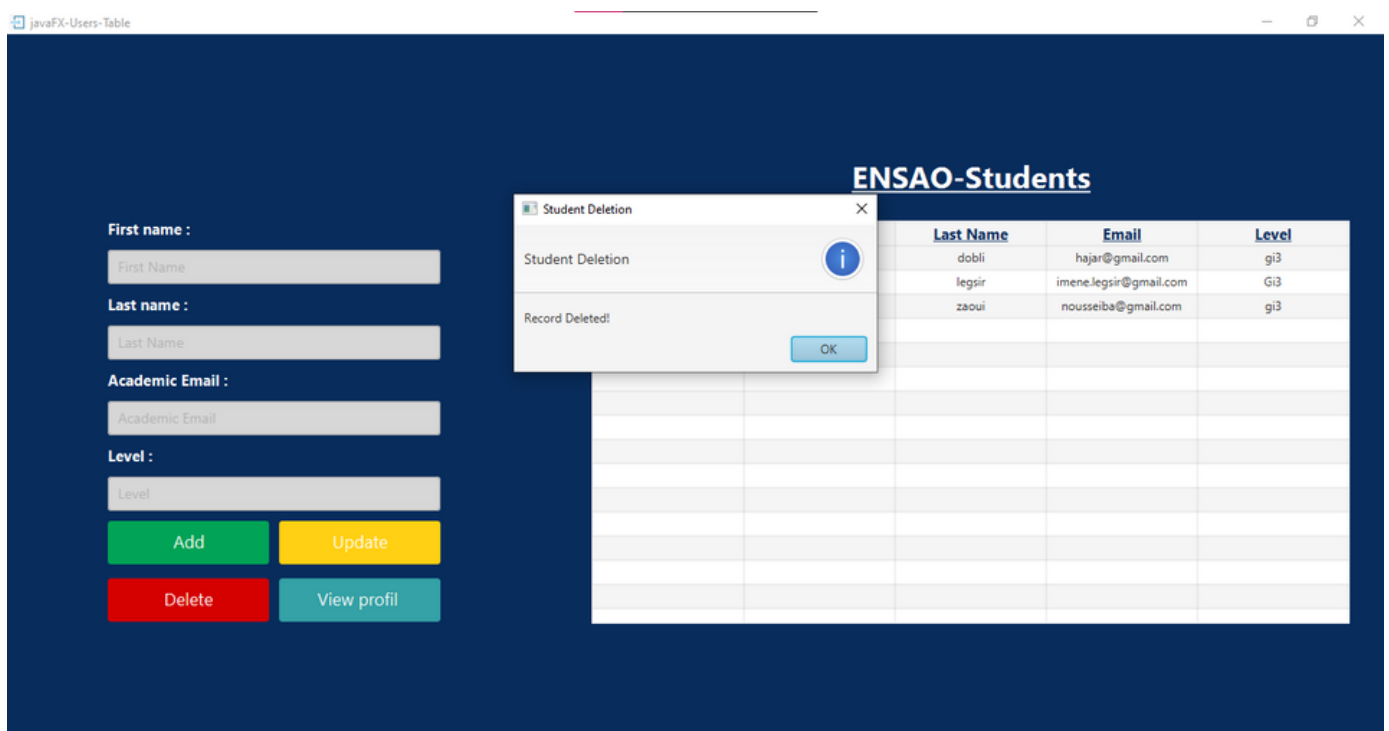 javaFX-Users-Table
ENSAO-Students
First name :
First Name
Last name :
Last Name
Academic Email :
Academic Email
Level :
Level
Add Update
Delete View profil
Student Deletion
Student Deletion
Record Deleted!
OK
Last Name Email Level
dobli hajar@gmail.com gi3
legsir imene.legsir@gmail.com Gi3
zaoui nousseiba@gmail.com gi3